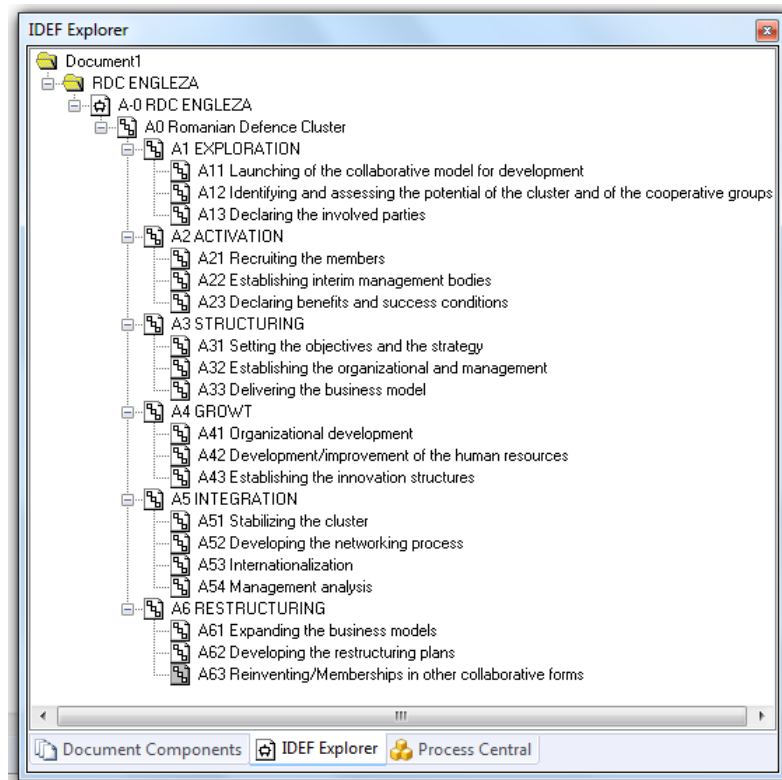 IDEF Explorer
Document1
RDC ENGLEZA
A-0 RDC ENGLEZA
A0 Romanian Defence Cluster
A1 EXPLORATION
A11 Launching of the collaborative model for development
A12 Identifying and assessing the potential of the cluster and of the cooperative groups
A13 Declaring the involved parties
A2 ACTIVATION
A21 Recruiting the members
A22 Establishing interim management bodies
A23 Declaring benefits and success conditions
A3 STRUCTURING
A31 Setting the objectives and the strategy
A32 Establishing the organizational and management
A33 Delivering the business model
A4 GROWT
A41 Organizational development
A42 Development/improvement of the human resources
A43 Establishing the innovation structures
A5 INTEGRATION
A51 Stabilizing the cluster
A52 Developing the networking process
A53 Internationalization
A54 Management analysis
A6 RESTRUCTURING
A61 Expanding the business models
A62 Developing the restructuring plans
A63 Reinventing/Memberships in other collaborative forms
Document Components IDEF Explorer Process Central